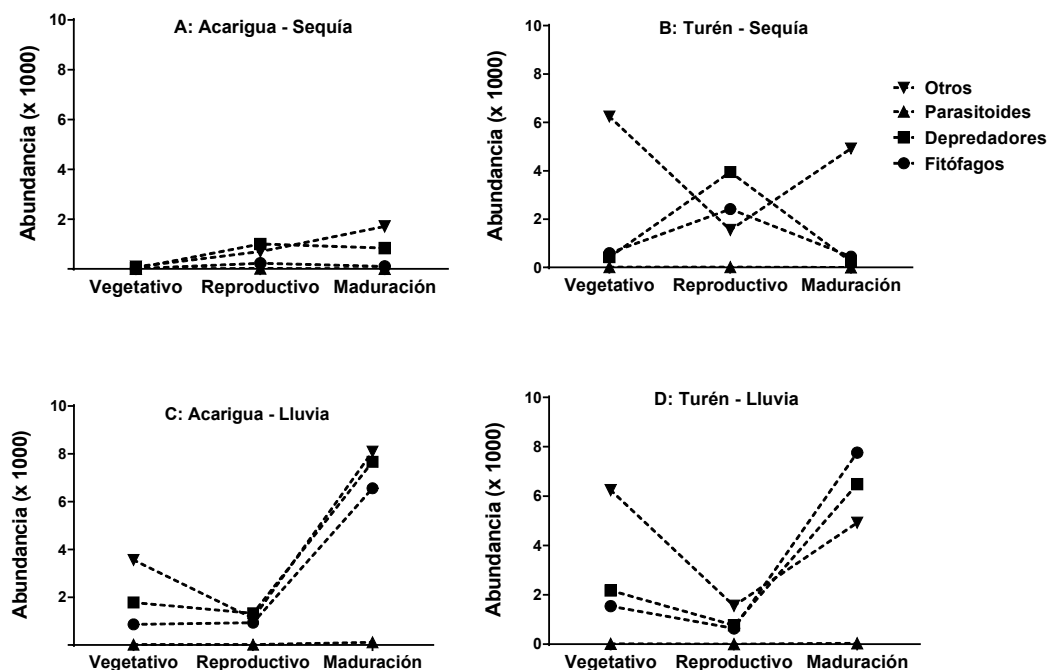 A: Acarigua - Sequía
Abundancia (x 1000)
10
8
6
4
2
Vegetativo Reproductivo Maduración
B: Turén - Sequía
Abundancia (x 1000)
10
8
6
4
2
0
Vegetativo Reproductivo Maduración
Otros
Parasitoides
Depredadores
Fitófagos
C: Acarigua - Lluvia
Abundancia (x 1000)
10
8
6
4
2
Vegetativo Reproductivo Maduración
D: Turén - Lluvia
Abundancia (x 1000)
10
8
6
4
2
0
Vegetativo Reproductivo Maduración